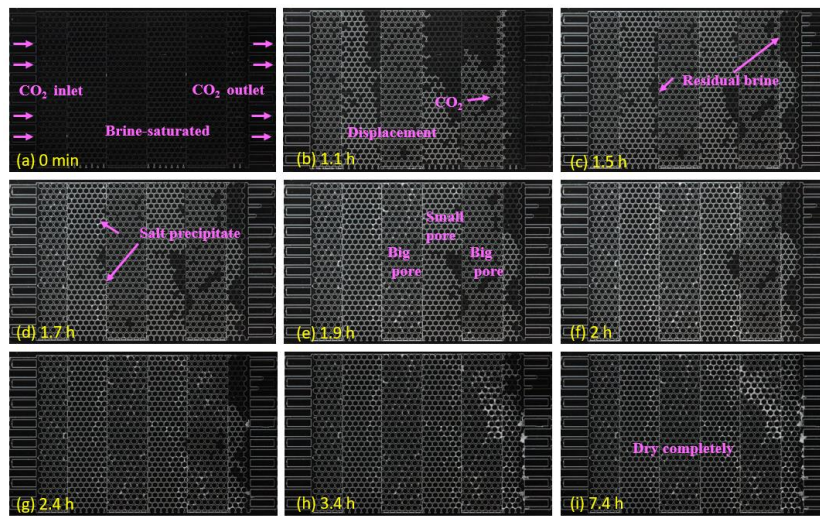 CO₂ inlet
CO₂ outlet
Brine-saturated
(a) 0 min
CO₂
Displacement
(b) 1.1 h
Residual brine
(c) 1.5 h
Salt precipitate
(d) 1.7 h
Small
pore
Big
pore
Big
pore
(e) 1.9 h
(f) 2 h
(g) 2.4 h
(h) 3.4 h
Dry completely
(i) 7.4 h